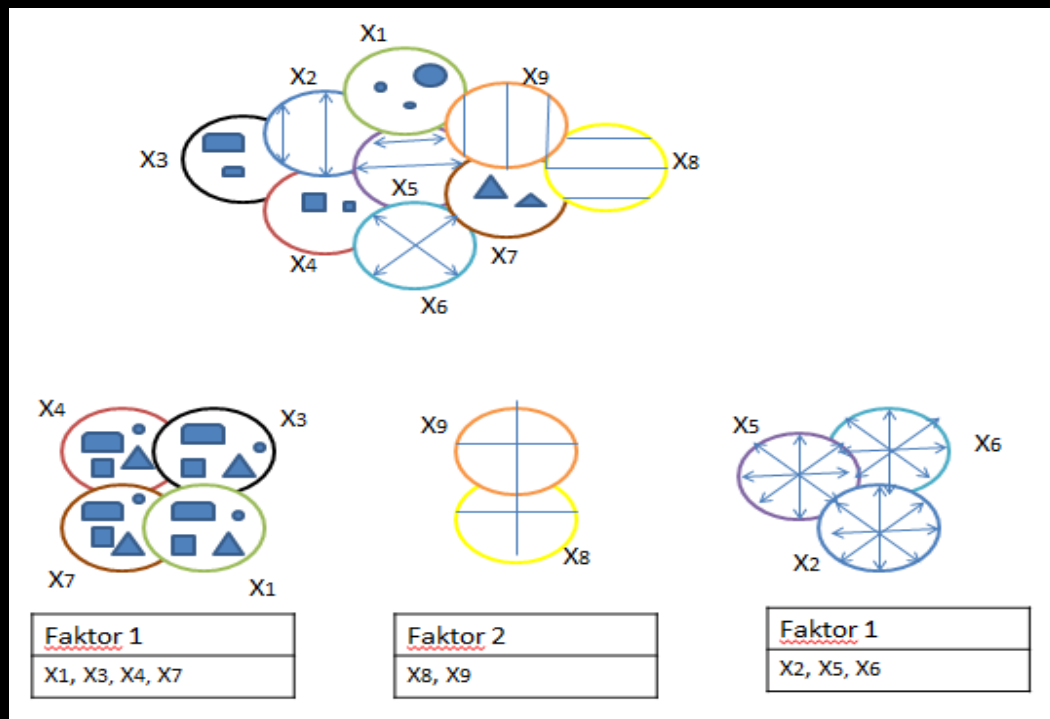 X1
X2
X9
X3
X8
X5
X4
X7
X6
X4
X3
X9
X5
X6
X7
X1
X8
X2
Faktor 1
X1, X3, X4, X7
Faktor 2
X8, X9
Faktor 1
X2, X5, X6